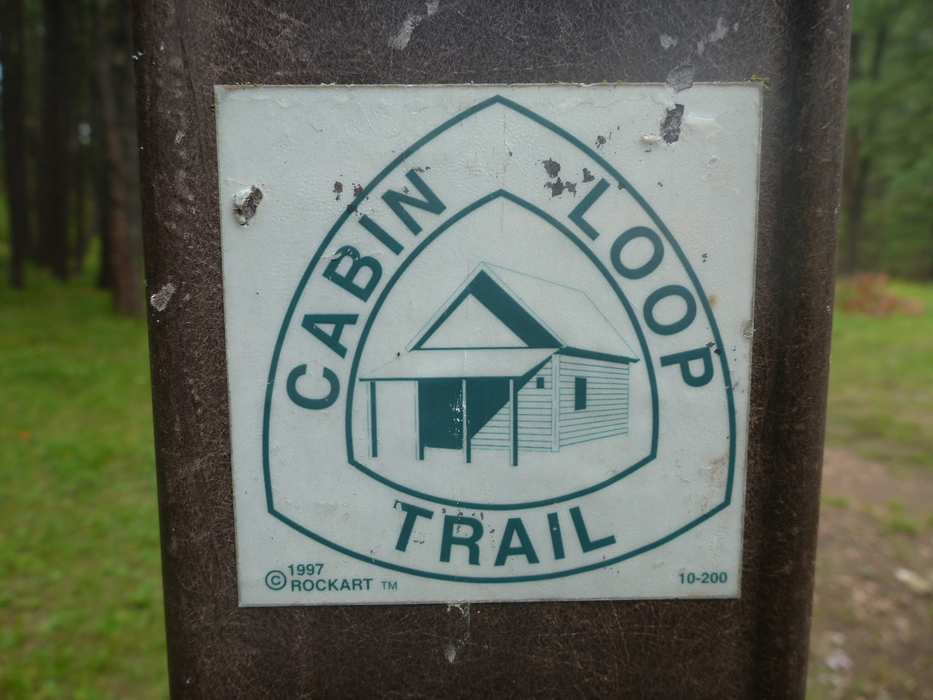 CABIN LOOP
TRAIL
© 1997
ROCKART TM
10-200